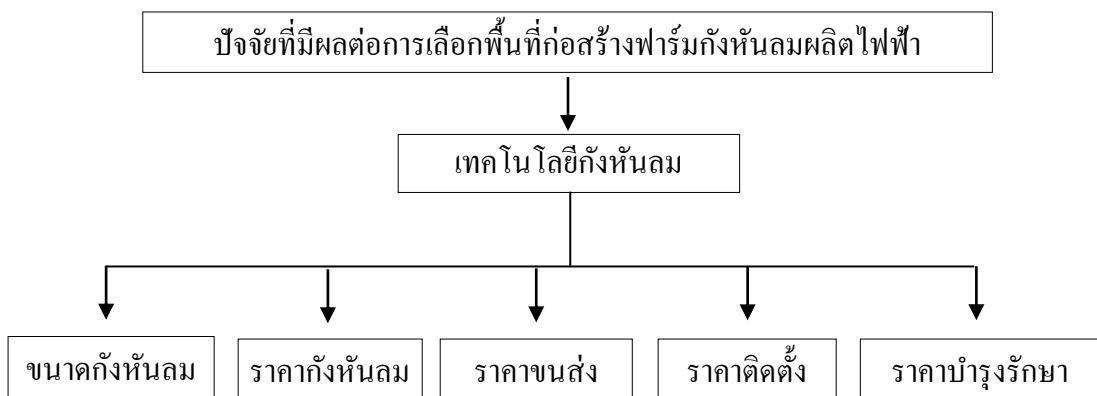 ปัจจัยที่มีผลต่อการเลือกพื้นที่ก่อสร้างฟาร์มกังหันลมผลิตไฟฟ้า
เทคโนโลยีกังหันลม
ขนาดกังหันลม
ราคากังหันลม
ราคาขนส่ง
ราคาติดตั้ง
ราคาบำรุงรักษา